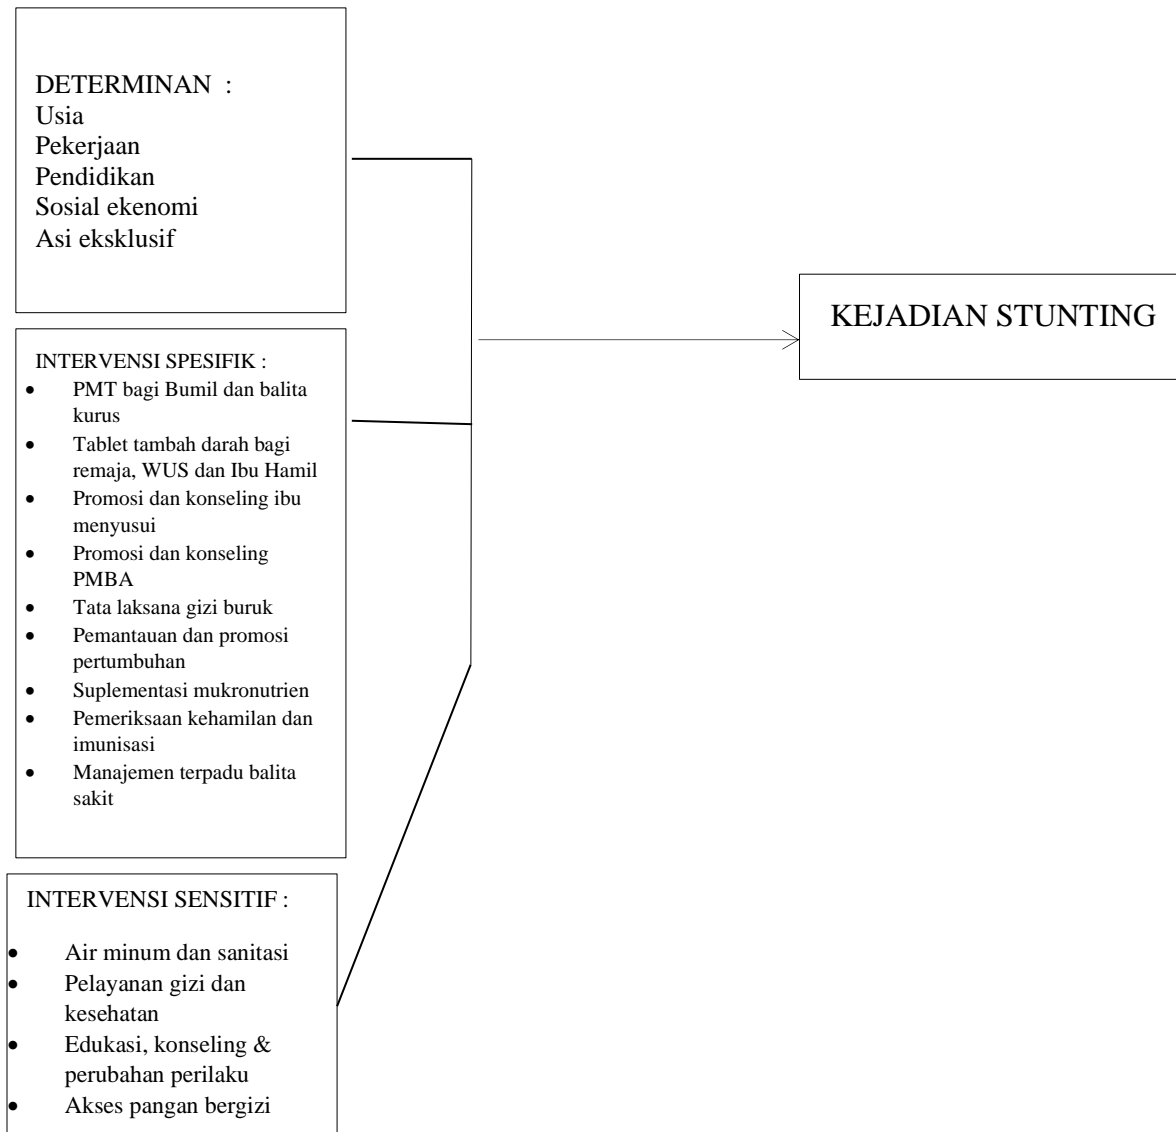 DETERMINAN :
Usia
Pekerjaan
Pendidikan
Sosial ekenomi
Asi eksklusif
KEJADIAN STUNTING
INTERVENSI SPESIFIK :
• PMT bagi Bumil dan balita
kurus
• Tablet tambah darah bagi
remaja, WUS dan Ibu Hamil
• Promosi dan konseling ibu
menyusui
• Promosi dan konseling
PMBA
• Tata laksana gizi buruk
• Pemantauan dan promosi
pertumbuhan
• Suplementasi mukronutrien
• Pemeriksaan kehamilan dan
imunisasi
• Manajemen terpadu balita
sakit
INTERVENSI SENSITIF :
• Air minum dan sanitasi
• Pelayanan gizi dan
kesehatan
• Edukasi, konseling &
perubahan perilaku
• Akses pangan bergizi